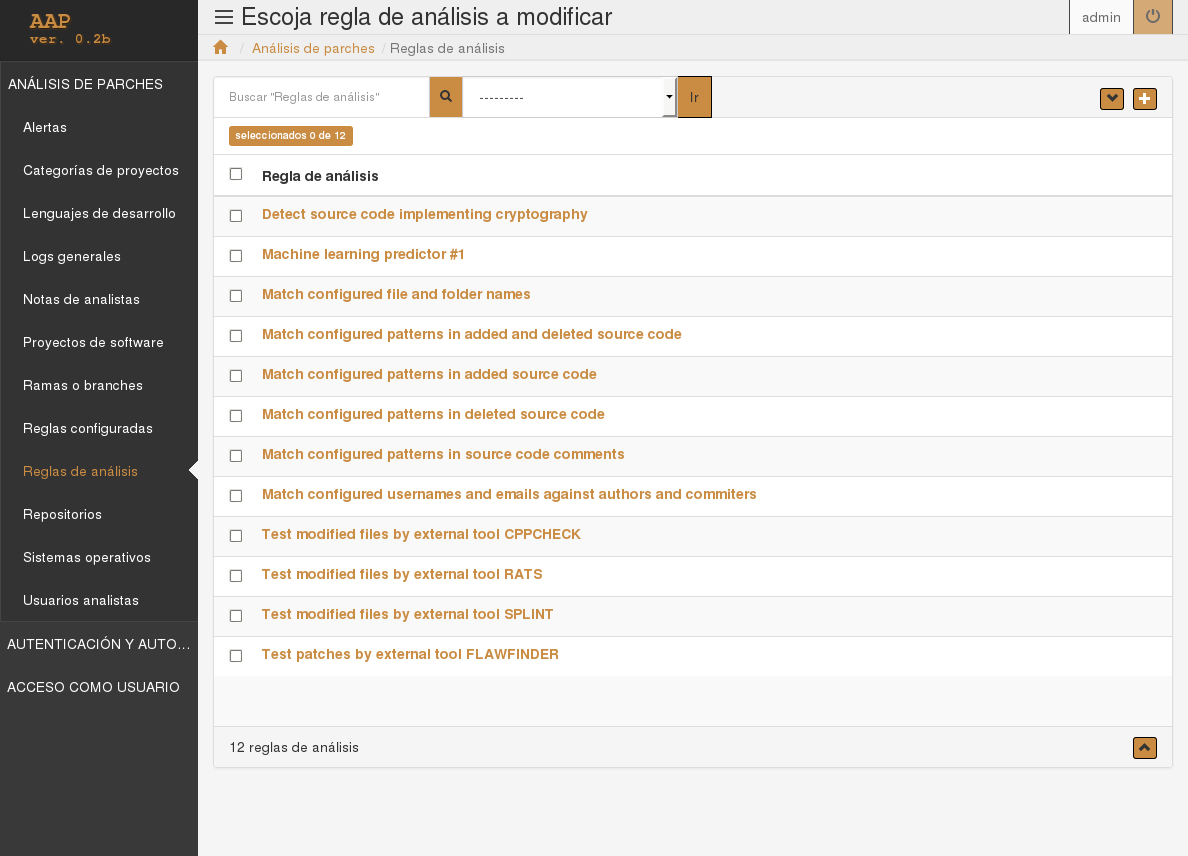 AAP
ver. 0.2b
ANÁLISIS DE PARCHES
Alertas
Categorías de proyectos
Lenguajes de desarrollo
Logs generales
Notas de analistas
Proyectos de software
Ramas o branches
Reglas configuradas
Reglas de análisis
Repositorios
Sistemas operativos
Usuarios analistas
AUTENTICACIÓN Y AUTO...
ACCESO COMO USUARIO
Escoja regla de análisis a modificar
admin
/ Análisis de parches / Reglas de análisis
Buscar "Reglas de análisis" --------- Ir
seleccionados 0 de 12
Regla de análisis
Detect source code implementing cryptography
Machine learning predictor #1
Match configured file and folder names
Match configured patterns in added and deleted source code
Match configured patterns in added source code
Match configured patterns in deleted source code
Match configured patterns in source code comments
Match configured usernames and emails against authors and commiters
Test modified files by external tool CPPCHECK
Test modified files by external tool RATS
Test modified files by external tool SPLINT
Test patches by external tool FLAWFINDER
12 reglas de análisis